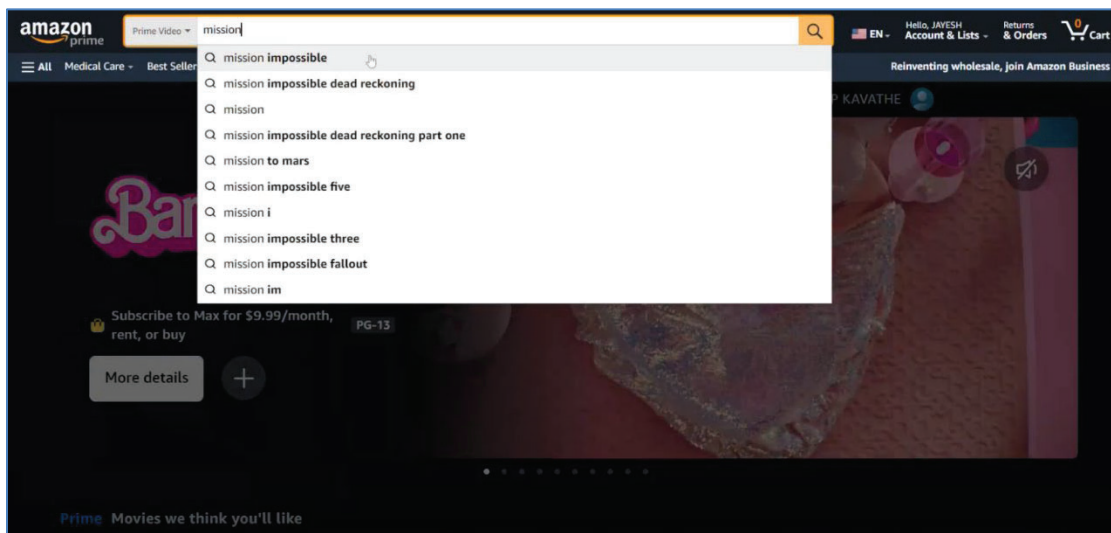 amazon
prime
Prime Video
mission
EN
Hello, JAYESH
Account & Lists
Returns
& Orders
0
Cart
All
Medical Care
Best Seller
Reinventing wholesale, join Amazon Business
mission impossible
mission impossible dead reckoning
mission
mission impossible dead reckoning part one
mission to mars
mission impossible five
mission i
mission impossible three
mission impossible fallout
mission im
P KAVATHE
Bar
Subscribe to Max for $9.99/month,
rent, or buy
PG-13
More details
Prime Movies we think you'll like